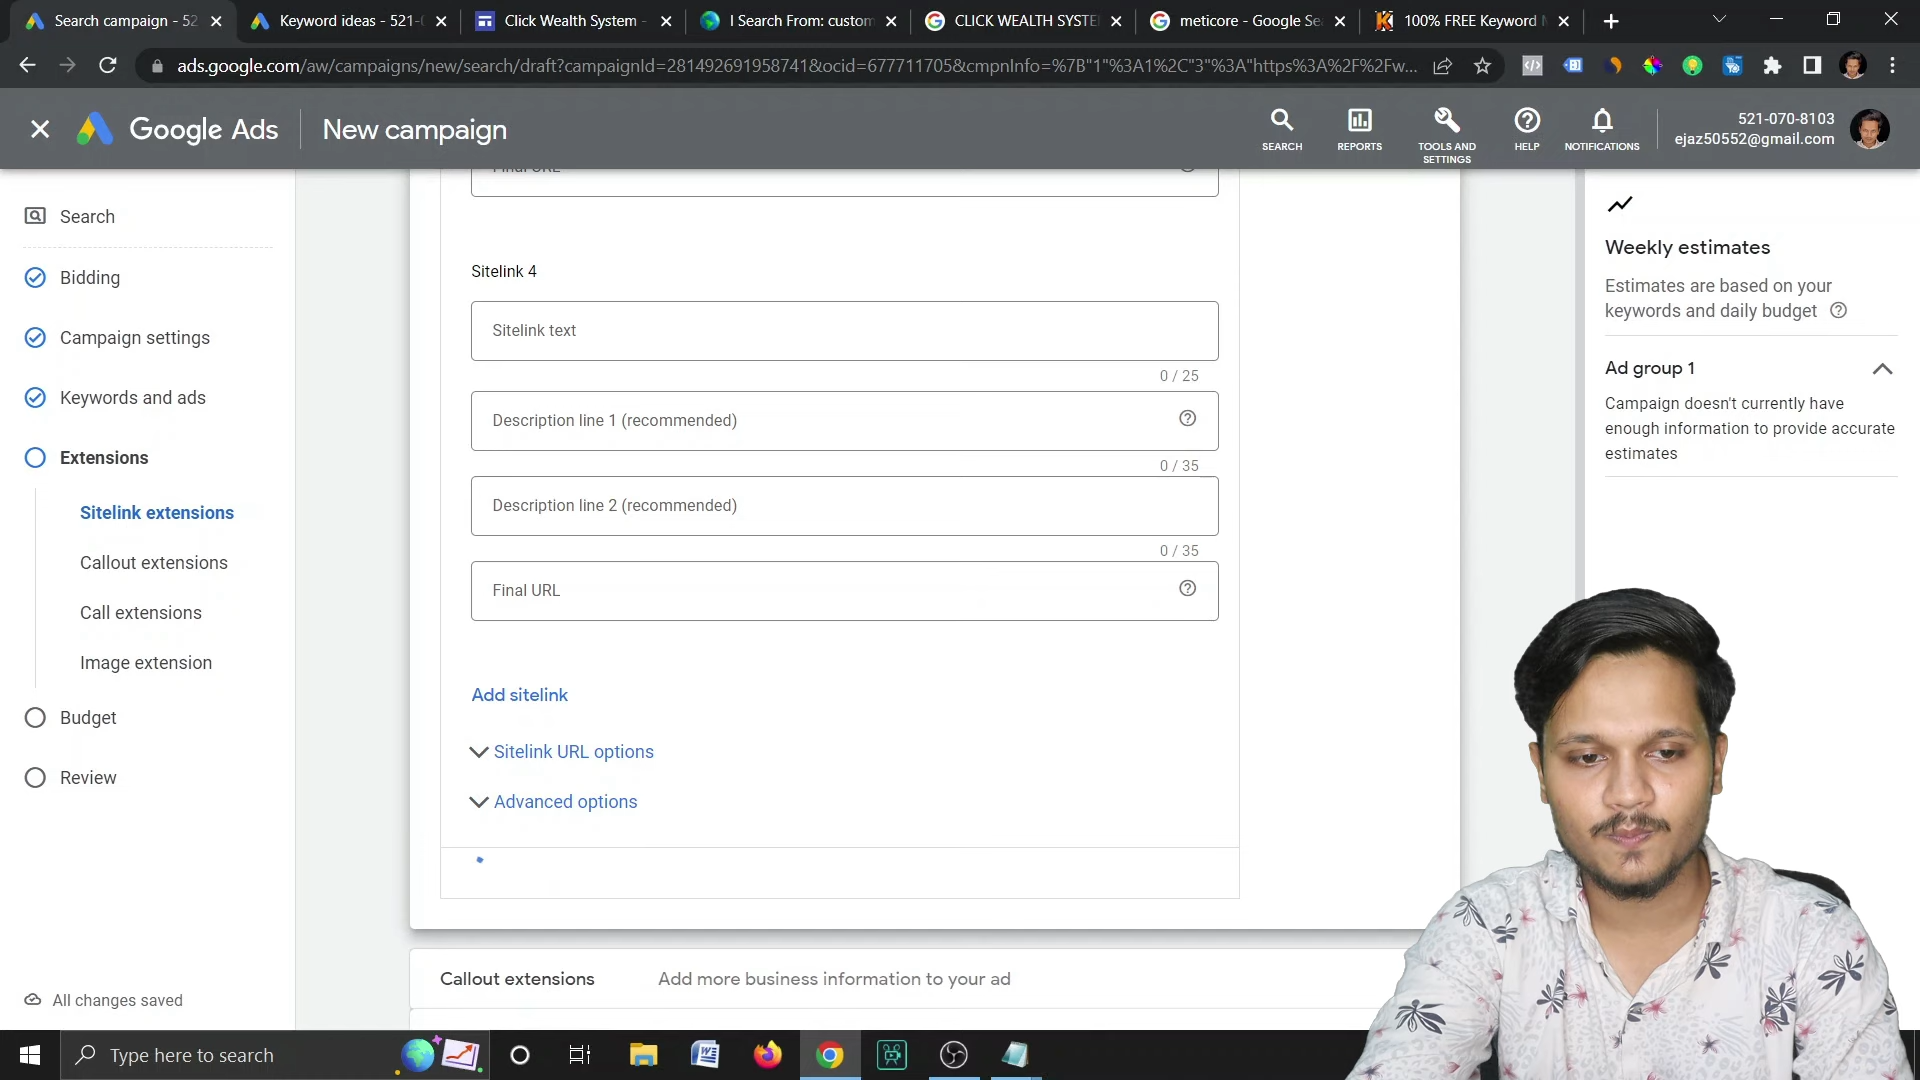 Search campaign - 52
Keyword ideas - 521-
Click Wealth System -
I Search From: custom
CLICK WEALTH SYSTE
meticore - Google Se
100% FREE Keyword
ads.google.com/aw/campaigns/new/search/draft?campaignId=281492691958741&ocid=677711705&cmpnInfo=%7B"1"%3A1%2C"3"%3A"https%3A%2F%2Fw...
Google Ads
New campaign
SEARCH
REPORTS
TOOLS AND SETTINGS
HELP
NOTIFICATIONS
521-070-8103
ejaz50552@gmail.com
Search
Bidding
Campaign settings
Keywords and ads
Extensions
Sitelink extensions
Callout extensions
Call extensions
Image extension
Budget
Review
All changes saved
Final URL
Sitelink 4
Sitelink text
0 / 25
Description line 1 (recommended)
0 / 35
Description line 2 (recommended)
0 / 35
Final URL
Add sitelink
Sitelink URL options
Advanced options
Callout extensions
Add more business information to your ad
Weekly estimates
Estimates are based on your
keywords and daily budget
Ad group 1
Campaign doesn't currently have
enough information to provide accurate
estimates
Type here to search